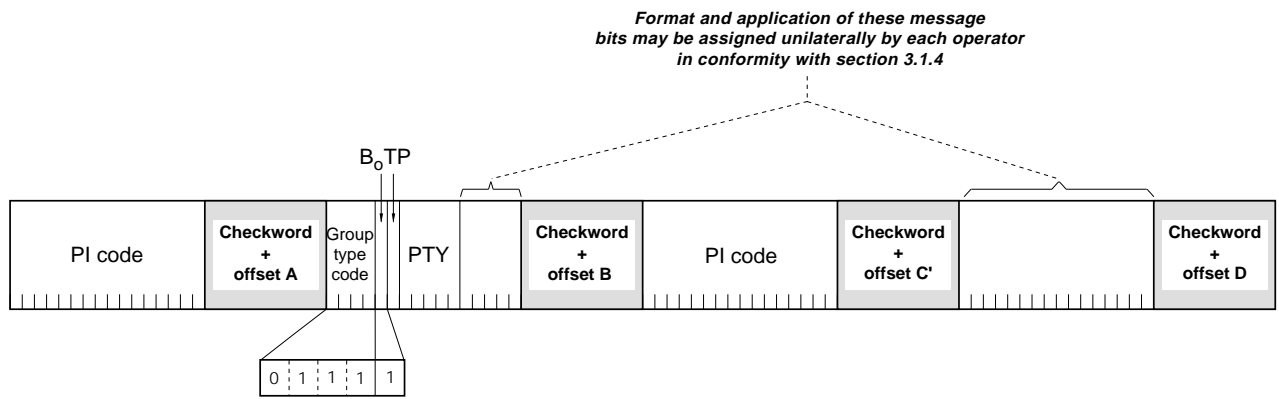 Format and application of these message
bits may be assigned unilaterally by each operator
in conformity with section 3.1.4
BoTP
PI code
Checkword
+
offset A
Group
type
code
PTY
Checkword
+
offset B
PI code
Checkword
+
offset C'
Checkword
+
offset D
0 1 1 1 1